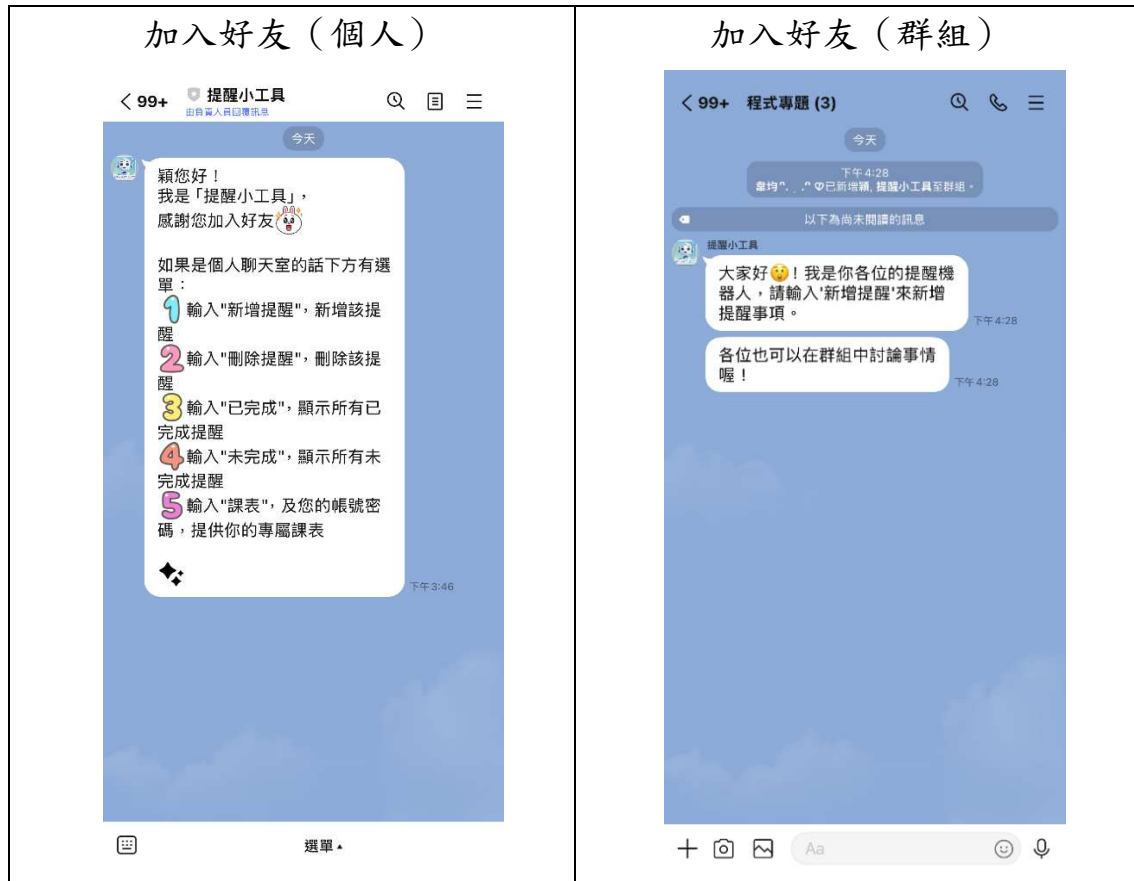 加入好友（個人）
< 99+ 提醒小工具
由負責人員回覆訊息
今天
穎您好！
我是「提醒小工具」，
感謝您加入好友
如果是個人聊天室的話下方有選
單：
1 輸入"新增提醒"，新增該提
醒
2 輸入"刪除提醒"，刪除該提
醒
3 輸入"已完成"，顯示所有已
完成提醒
4 輸入"未完成"，顯示所有未
完成提醒
5 輸入"課表"，及您的帳號密
碼，提供你的專屬課表
下午3:46
選單
加入好友（群組）
< 99+ 程式專題 (3)
今天
下午4:28
已新增穎, 提醒小工具至群組。
以下為尚未閱讀的訊息
提醒小工具
大家好😲！我是你各位的提醒機
器人，請輸入'新增提醒'來新增
提醒事項。
下午4:28
各位也可以在群組中討論事情
喔！
下午4:28
Aa